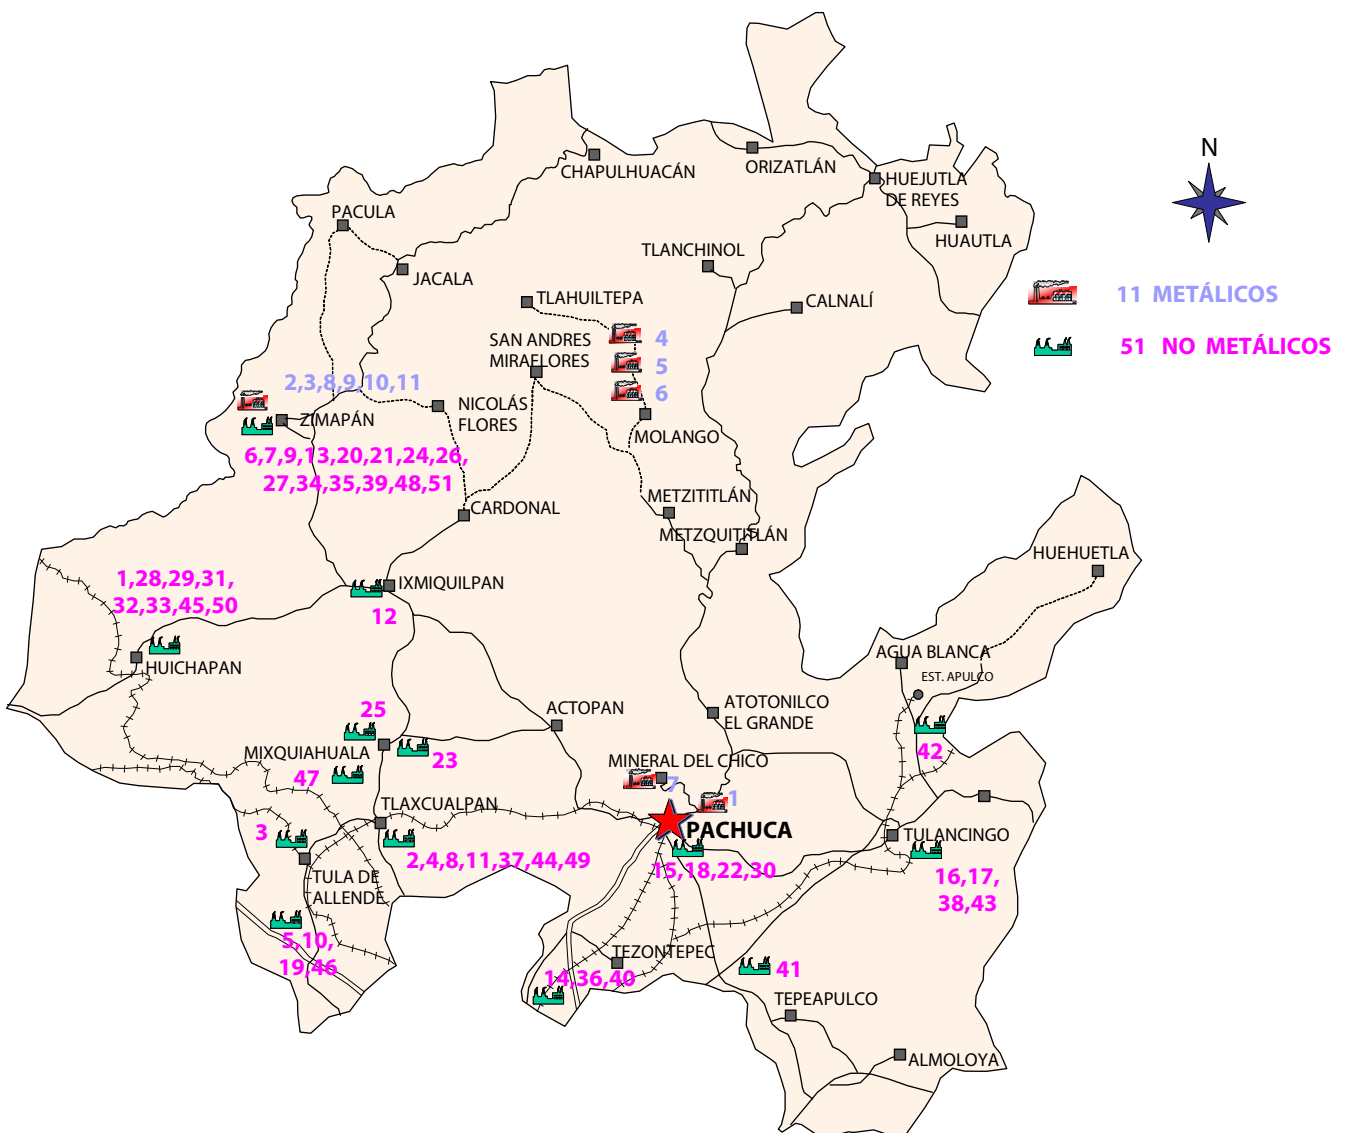 N
ORIZATLÁN
CHAPULHUACÁN
HUEJUTLA
DE REYES
PACULA
HUAUTLA
TLANCHINOL
JACALA
11 METÁLICOS
TLAHUILTEPA
CALNALÍ
4
SAN ANDRES
MIRAFLORES
51 NO METÁLICOS
5
2,3,8,9,10,11
6
NICOLÁS
FLORES
ZIMAPÁN
MOLANGO
6,7,9,13,20,21,24,26,
27,34,35,39,48,51
METZITITLÁN
CARDONAL
METZQUITITLÁN
HUEHUETLA
1,28,29,31,
32,33,45,50
IXMIQUILPAN
12
HUICHAPAN
AGUA BLANCA
EST. APULCO
ATOTONILCO
EL GRANDE
25
ACTOPAN
MIXQUIAHUALA
23
42
MINERAL DEL CHICO
47
7
1
TLAXCUALPAN
3
PACHUCA
TULANCINGO
2,4,8,11,37,44,49
15,18,22,30
TULA DE
ALLENDE
16,17,
38,43
5,10,
19,46
TEZONTEPEC
14,36,40
41
TEPEAPULCO
ALMOLOYA